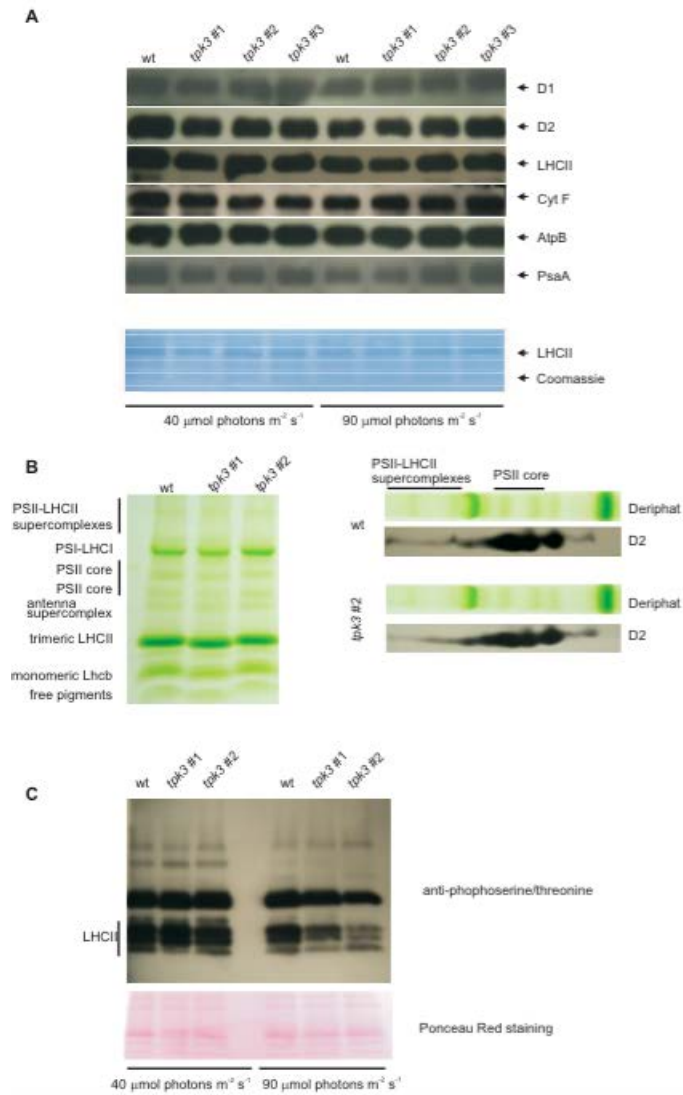 A
wt tpk3 #1 tpk3 #2 tpk3 #3 wt tpk3 #1 tpk3 #2 tpk3 #3
D1
D2
LHCII
Cyt F
AtpB
PsaA
LHCII
Coomassie
40 µmol photons m⁻² s⁻¹ 90 µmol photons m⁻² s⁻¹
B
wt tpk3 #1 tpk3 #2
PSII-LHCII
supercomplexes
PSI-LHCI
PSII core
PSII core
antenna
supercomplex
trimeric LHCII
monomeric Lhcb
free pigments
PSII-LHCII
supercomplexes
PSII core
wt
Deriphat
D2
tpk3 #2
Deriphat
D2
C
wt tpk3 #1 tpk3 #2 wt tpk3 #1 tpk3 #2
anti-phophoserine/threonine
LHCII
Ponceau Red staining
40 µmol photons m⁻² s⁻¹ 90 µmol photons m⁻² s⁻¹